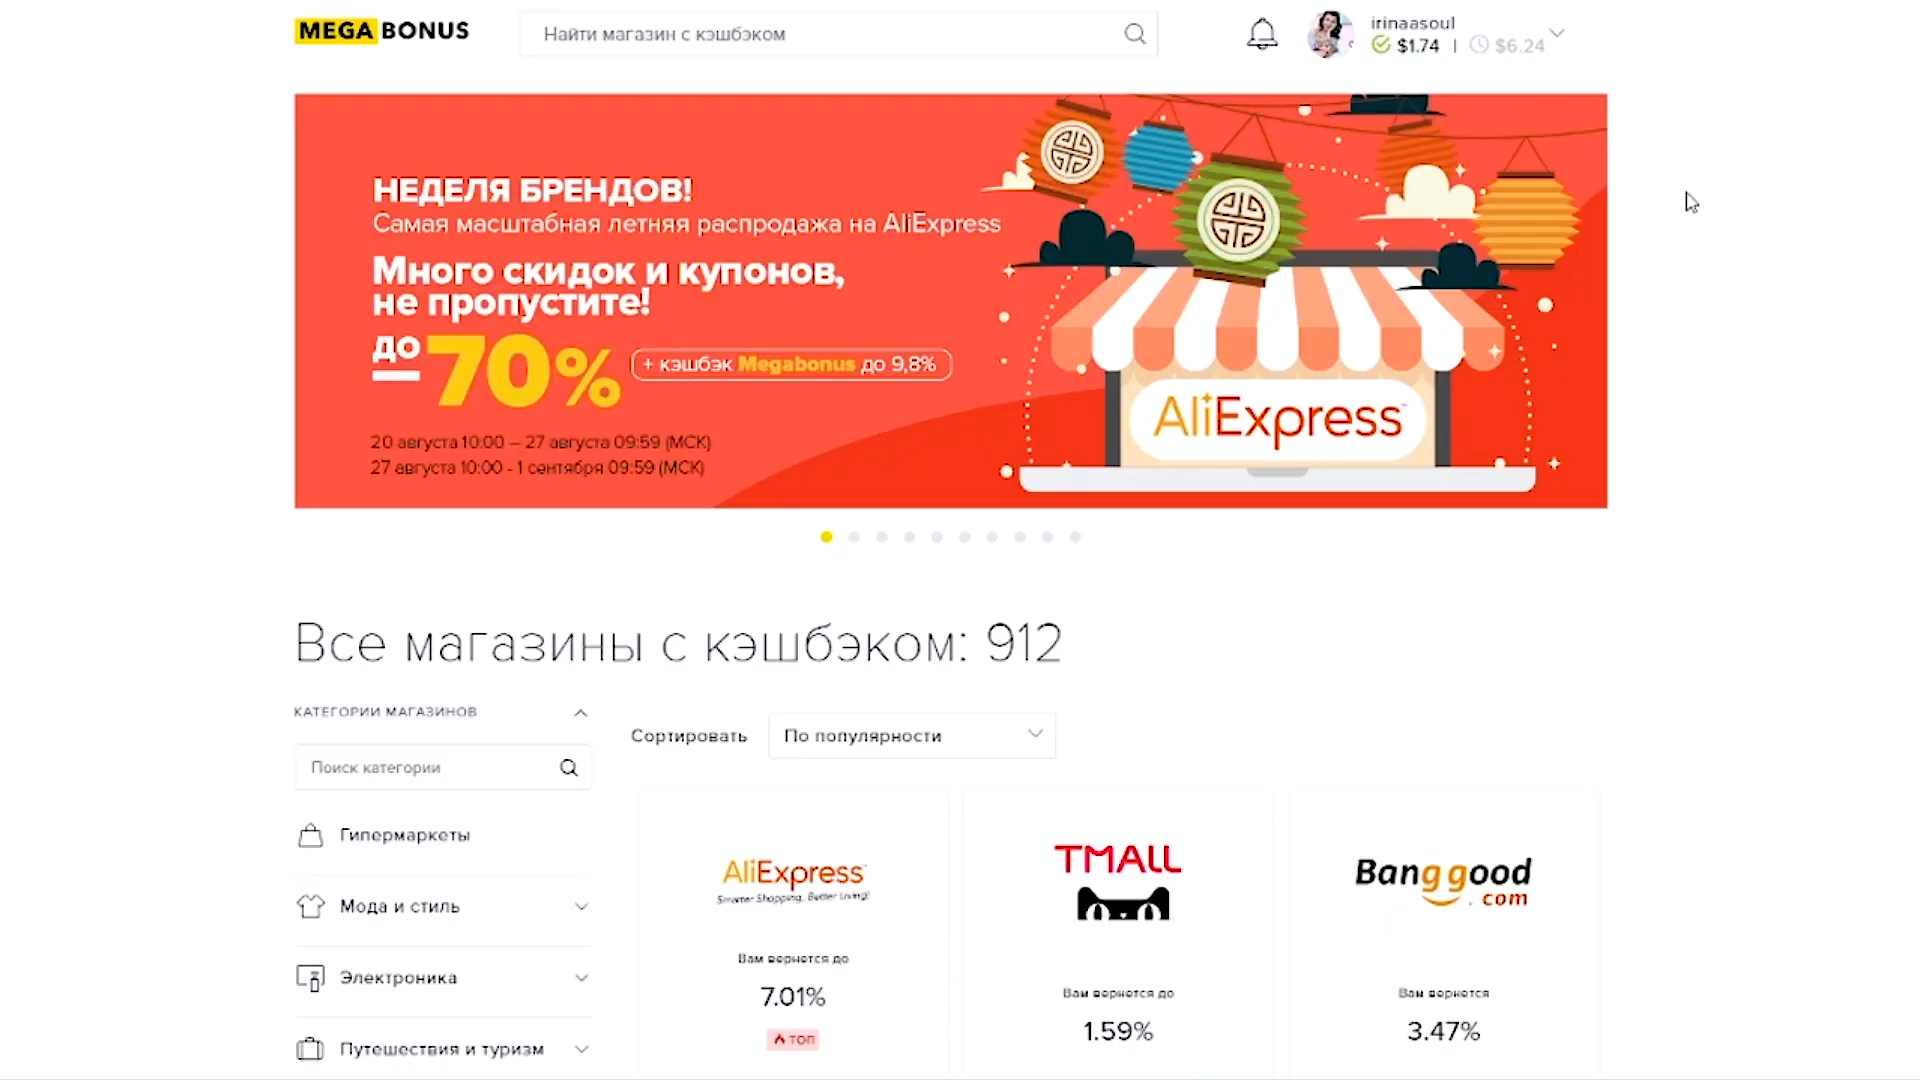 MEGA BONUS
Найти магазин с кэшбэком
irinaasoul
$1.74 | $6.24
НЕДЕЛЯ БРЕНДОВ!
Самая масштабная летняя распродажа на AliExpress
Много скидок и купонов,
не пропустите!
до 70% + кэшбэк Megabonus до 9,8%
20 августа 10:00 – 27 августа 09:59 (МСК)
27 августа 10:00 - 1 сентября 09:59 (МСК)
AliExpress
Все магазины с кэшбэком: 912
КАТЕГОРИИ МАГАЗИНОВ
Поиск категории
Гипермаркеты
Мода и стиль
Электроника
Путешествия и туризм
Сортировать По популярности
AliExpress
Smarter Shopping, Better Living!
Вам вернется до
7.01%
ТОП
TMALL
Вам вернется до
1.59%
Banggood
.com
Вам вернется
3.47%